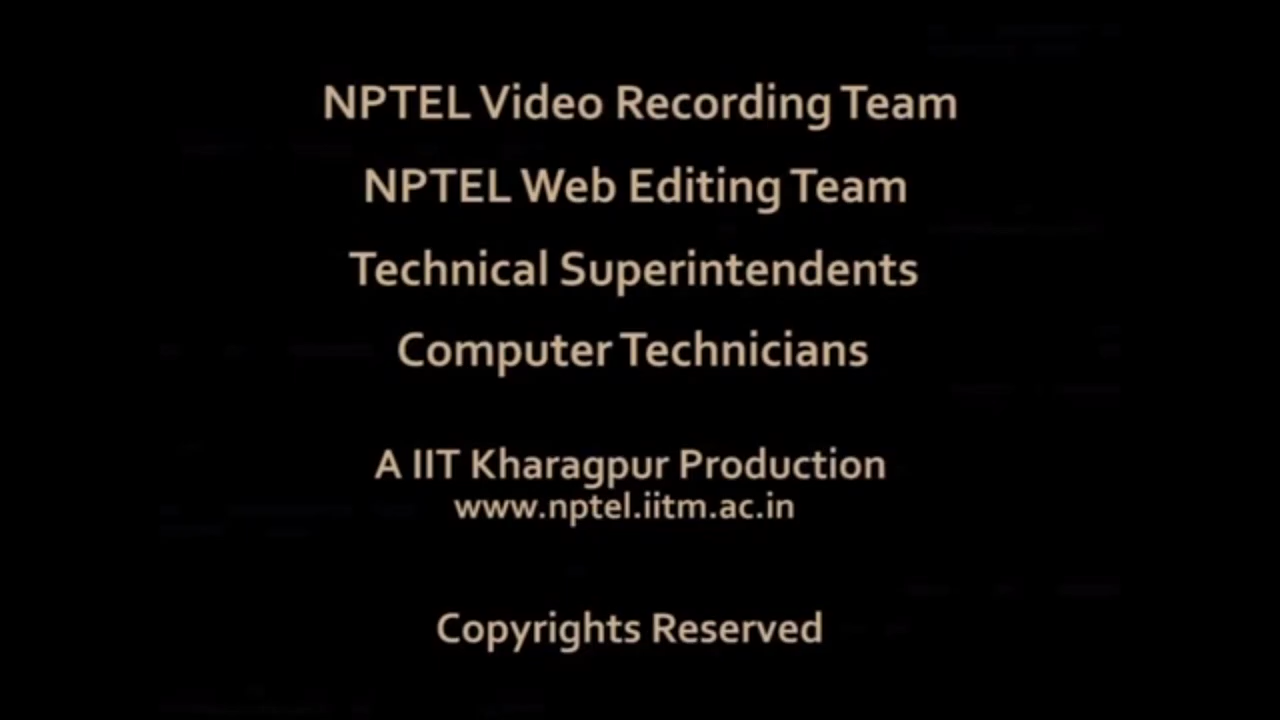 NPTEL Video Recording Team
NPTEL Web Editing Team
Technical Superintendents
Computer Technicians
A IIT Kharagpur Production
www.nptel.iitm.ac.in
Copyrights Reserved